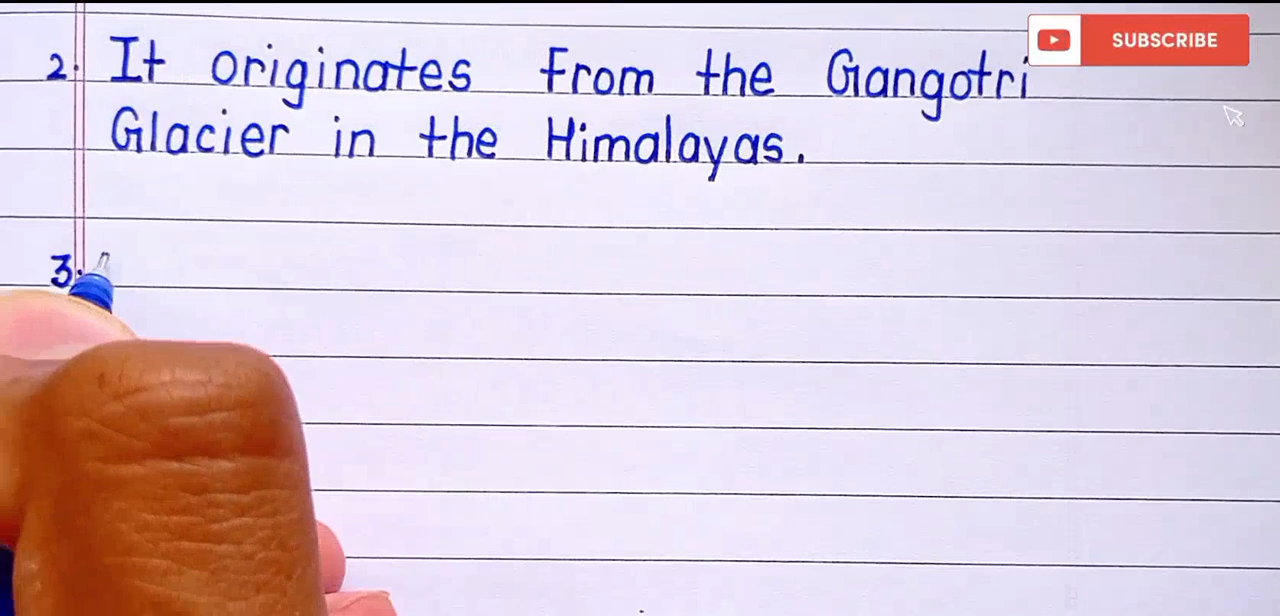 SUBSCRIBE
2. It originates from the Gangotri
Glacier in the Himalayas.
3.